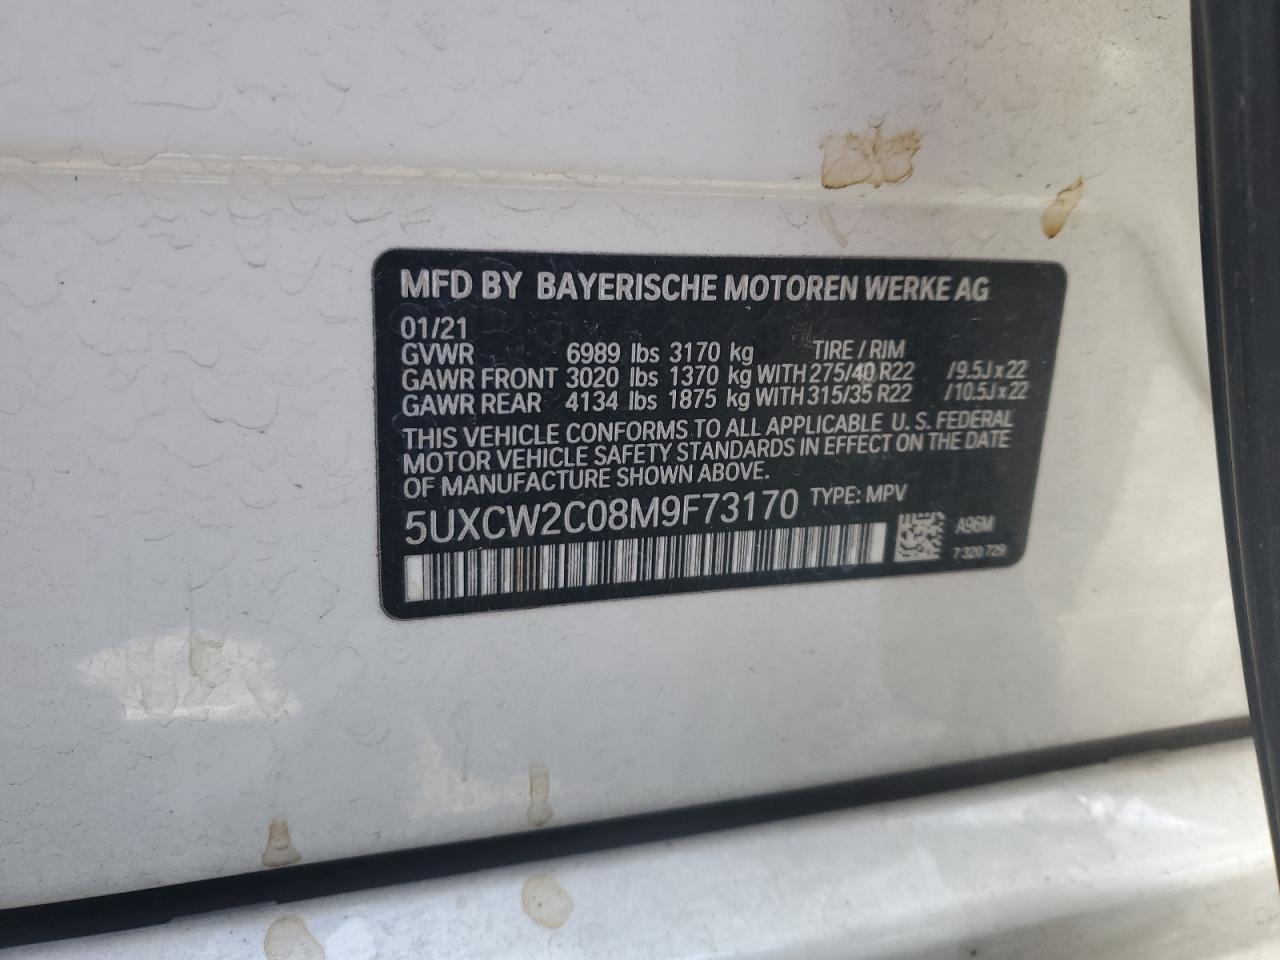 MFD BY BAYERISCHE MOTOREN WERKE AG
01/21
GVWR 6989 lbs 3170 kg TIRE / RIM
GAWR FRONT 3020 lbs 1370 kg WITH 275/40 R22 /9.5J x 22
GAWR REAR 4134 lbs 1875 kg WITH 315/35 R22 /10.5J x 22
THIS VEHICLE CONFORMS TO ALL APPLICABLE U. S. FEDERAL
MOTOR VEHICLE SAFETY STANDARDS IN EFFECT ON THE DATE
OF MANUFACTURE SHOWN ABOVE.
5UXCW2C08M9F73170 TYPE: MPV
A96M
7 320 729